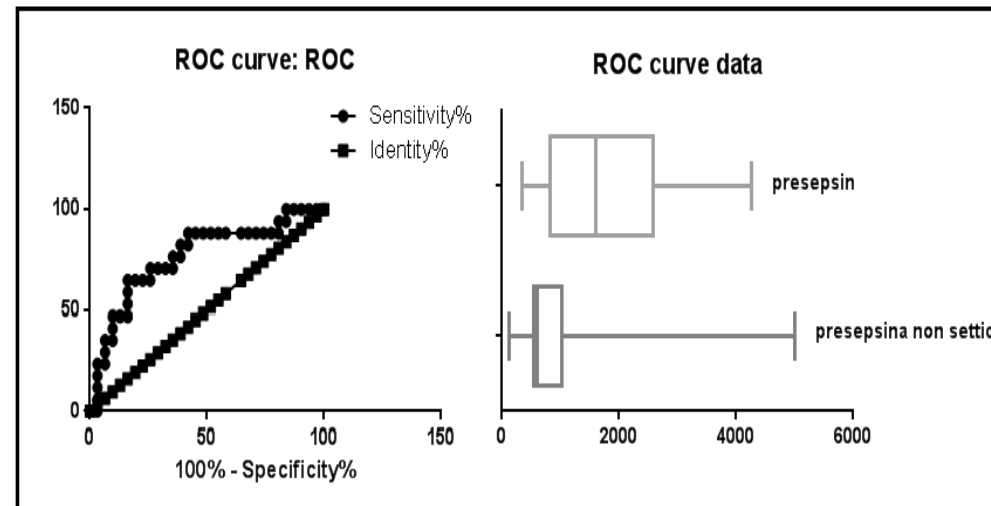 ROC curve: ROC
150
100
50
0
0 50 100 150
100% - Specificity%
Sensitivity%
Identity%
ROC curve data
presepsin
presepsina non settic
0 2000 4000 6000